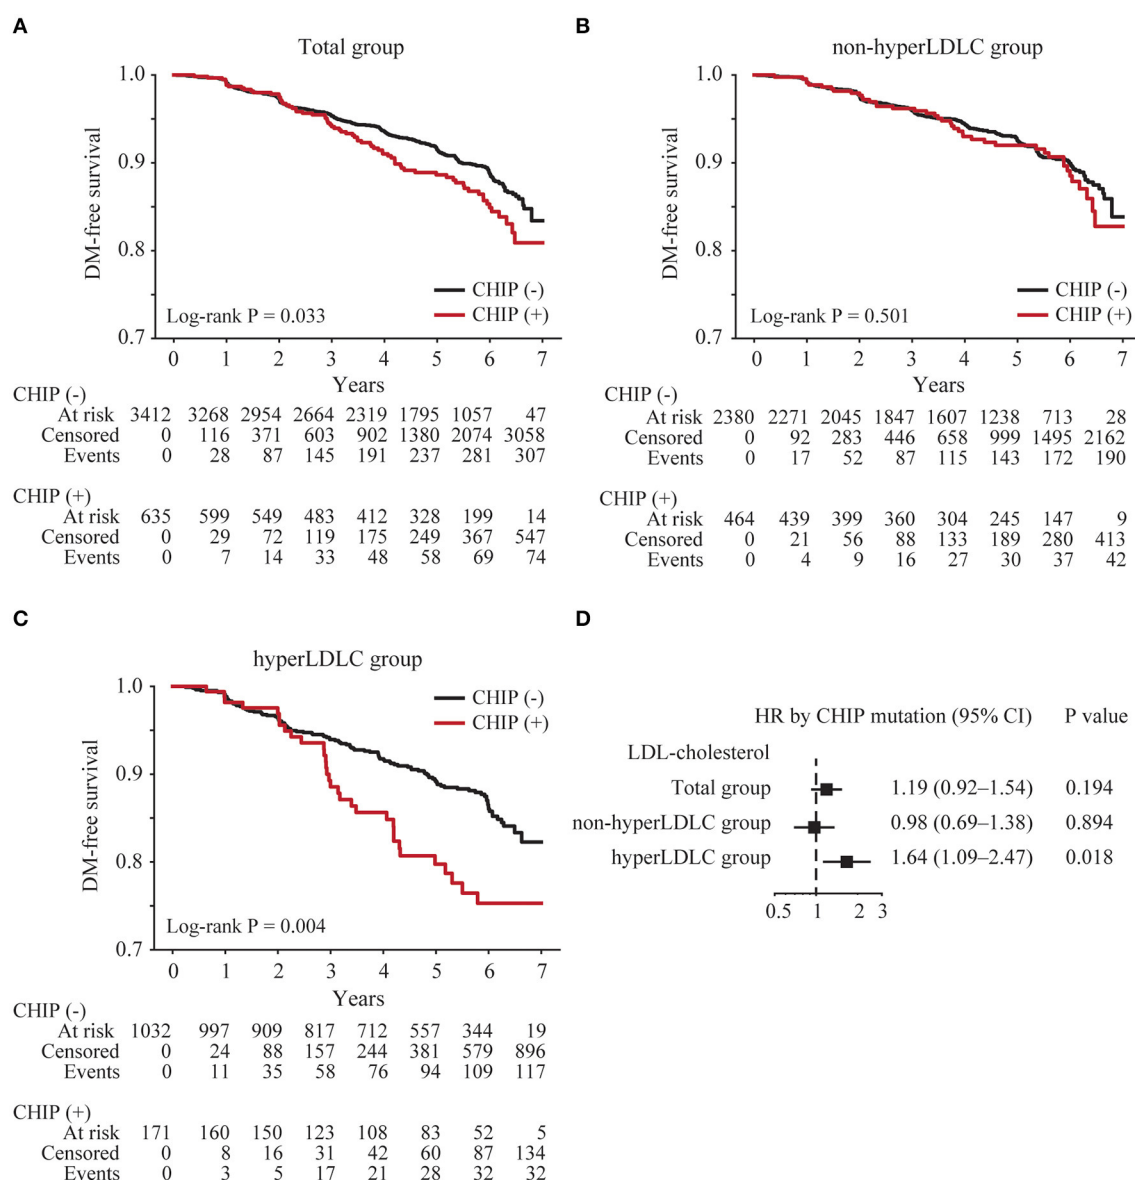 A
Total group
DM-free survival
1.0
0.9
0.8
0.7
CHIP (-)
CHIP (+)
Log-rank P = 0.033
0 1 2 3 4 5 6 7
Years
CHIP (-)
At risk 3412 3268 2954 2664 2319 1795 1057 47
Censored 0 116 371 603 902 1380 2074 3058
Events 0 28 87 145 191 237 281 307
CHIP (+)
At risk 635 599 549 483 412 328 199 14
Censored 0 29 72 119 175 249 367 547
Events 0 7 14 33 48 58 69 74
B
non-hyperLDLC group
DM-free survival
1.0
0.9
0.8
0.7
CHIP (-)
CHIP (+)
Log-rank P = 0.501
0 1 2 3 4 5 6 7
Years
CHIP (-)
At risk 2380 2271 2045 1847 1607 1238 713 28
Censored 0 92 283 446 658 999 1495 2162
Events 0 17 52 87 115 143 172 190
CHIP (+)
At risk 464 439 399 360 304 245 147 9
Censored 0 21 56 88 133 189 280 413
Events 0 4 9 16 27 30 37 42
C
hyperLDLC group
DM-free survival
1.0
0.9
0.8
0.7
CHIP (-)
CHIP (+)
Log-rank P = 0.004
0 1 2 3 4 5 6 7
Years
CHIP (-)
At risk 1032 997 909 817 712 557 344 19
Censored 0 24 88 157 244 381 579 896
Events 0 11 35 58 76 94 109 117
CHIP (+)
At risk 171 160 150 123 108 83 52 5
Censored 0 8 16 31 42 60 87 134
Events 0 3 5 17 21 28 32 32
D
HR by CHIP mutation (95% CI) P value
LDL-cholesterol
Total group 1.19 (0.92–1.54) 0.194
non-hyperLDLC group 0.98 (0.69–1.38) 0.894
hyperLDLC group 1.64 (1.09–2.47) 0.018
0.5 1 2 3